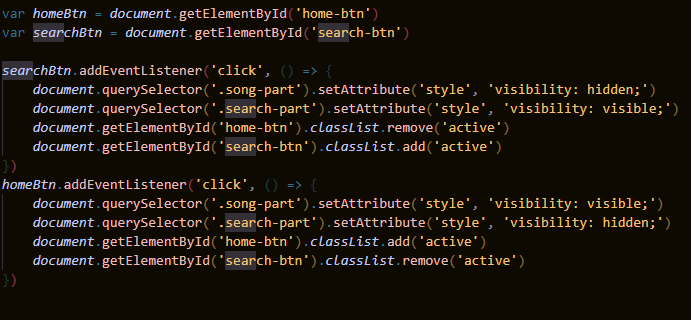 var homeBtn = document.getElementById('home-btn')
var searchBtn = document.getElementById('search-btn')

searchBtn.addEventListener('click', () => {
    document.querySelector('.song-part').setAttribute('style', 'visibility: hidden;')
    document.querySelector('.search-part').setAttribute('style', 'visibility: visible;')
    document.getElementById('home-btn').classList.remove('active')
    document.getElementById('search-btn').classList.add('active')
})
homeBtn.addEventListener('click', () => {
    document.querySelector('.song-part').setAttribute('style', 'visibility: visible;')
    document.querySelector('.search-part').setAttribute('style', 'visibility: hidden;')
    document.getElementById('home-btn').classList.add('active')
    document.getElementById('search-btn').classList.remove('active')
})